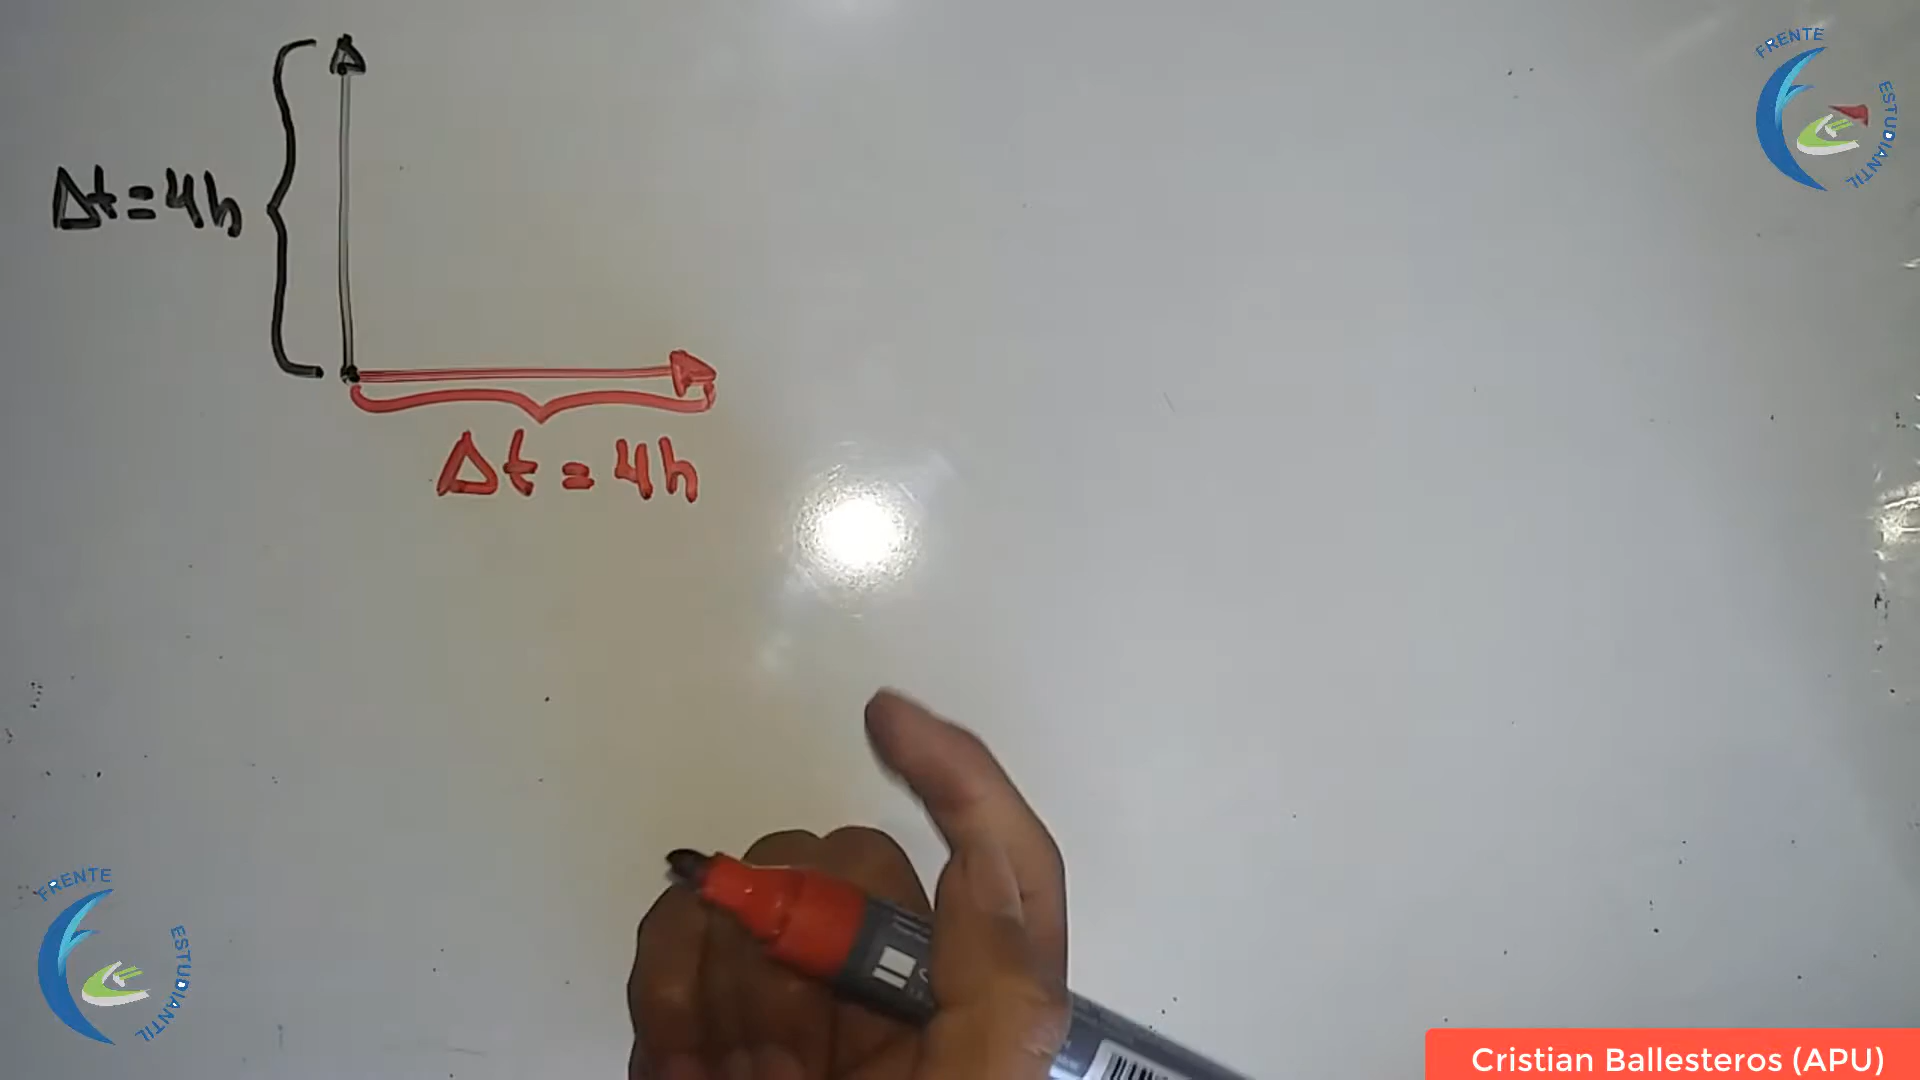 FRENTE
ESTUDIANTIL
Δt=4h
Δt = 4h
FRENTE
ESTUDIANTIL
Cristian Ballesteros (APU)